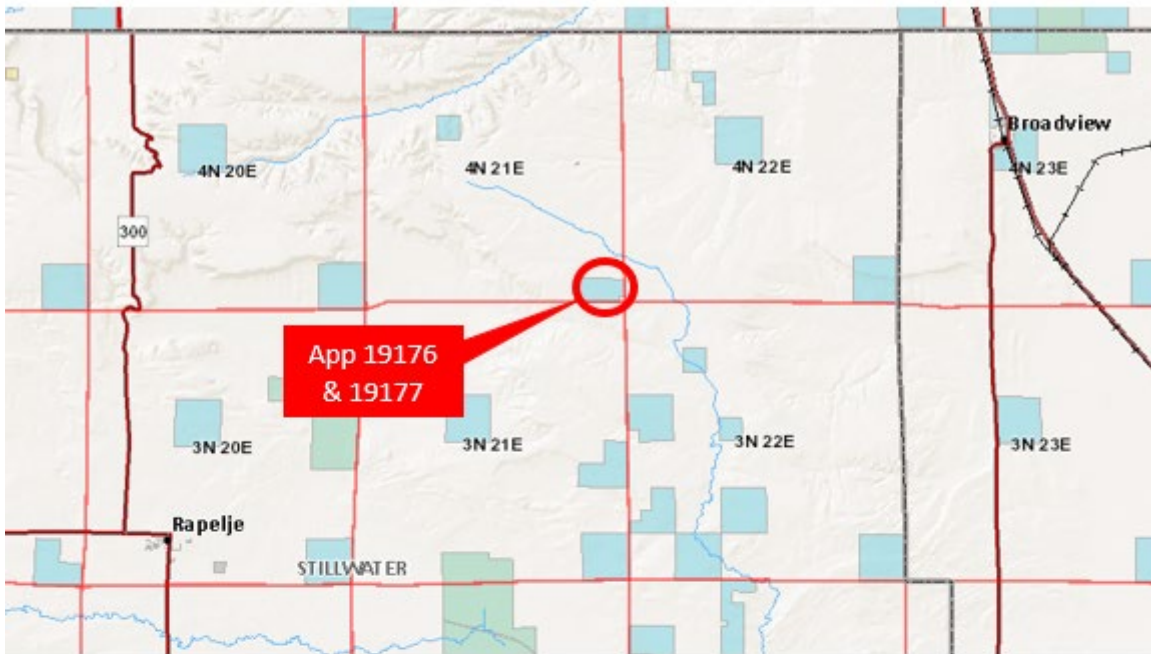 Broadview
4N 20E
4N 21E
4N 22E
4N 23E
300
App 19176
& 19177
3N 20E
3N 21E
3N 22E
3N 23E
Rapelje
STILLWATER